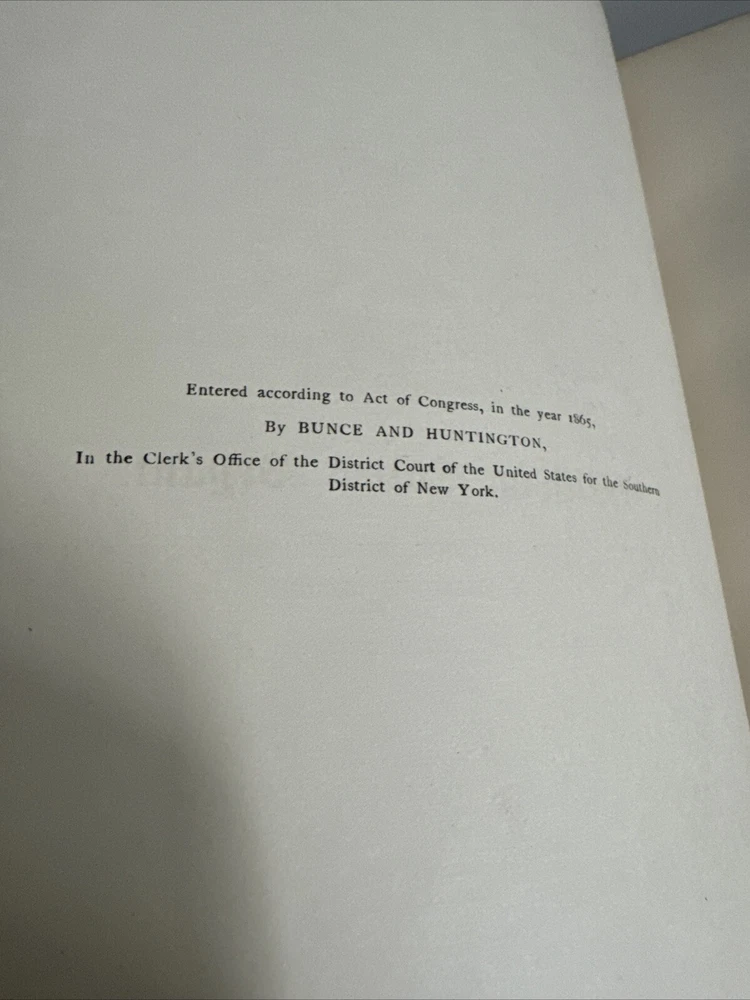 Entered according to Act of Congress, in the year 1865,
By BUNCE AND HUNTINGTON,
In the Clerk's Office of the District Court of the United States for the Southern
District of New York.